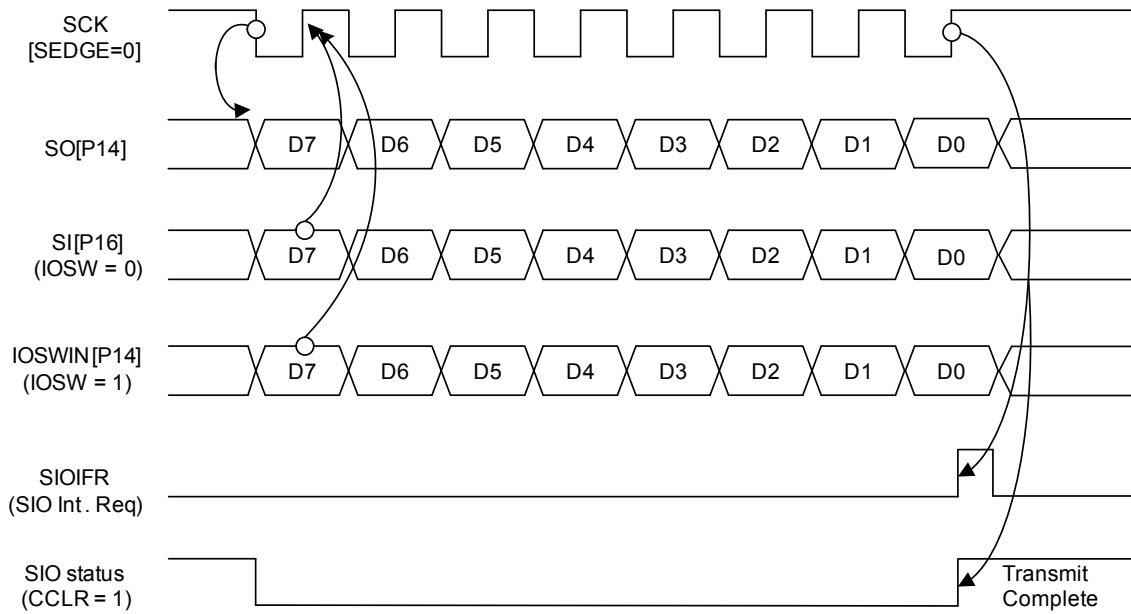 SCK
[SEDGE=0]
SO[P14]
D7 D6 D5 D4 D3 D2 D1 D0
SI[P16]
(IOSW = 0)
D7 D6 D5 D4 D3 D2 D1 D0
IOSWIN[P14]
(IOSW = 1)
D7 D6 D5 D4 D3 D2 D1 D0
SIOIFR
(SIO Int. Req)
SIO status
(CCLR = 1)
Transmit
Complete